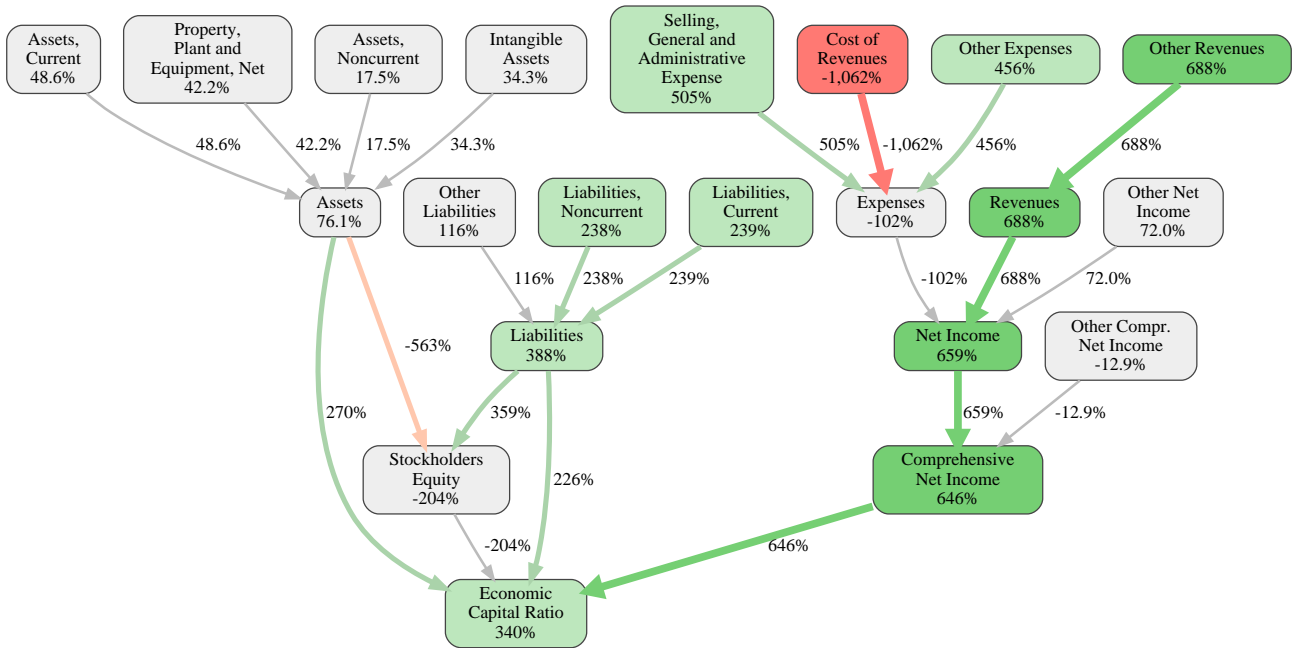 Assets,
Current
48.6%
Property,
Plant and
Equipment, Net
42.2%
Assets,
Noncurrent
17.5%
Intangible
Assets
34.3%
Selling,
General and
Administrative
Expense
505%
Cost of
Revenues
-1,062%
Other Expenses
456%
Other Revenues
688%
48.6%
42.2%
17.5%
34.3%
505%
-1,062%
456%
688%
Assets
76.1%
Other
Liabilities
116%
Liabilities,
Noncurrent
238%
Liabilities,
Current
239%
Expenses
-102%
Revenues
688%
Other Net
Income
72.0%
116%
238%
239%
-102%
688%
72.0%
-563%
Liabilities
388%
Net Income
659%
Other Compr.
Net Income
-12.9%
270%
359%
659%
-12.9%
Stockholders
Equity
-204%
226%
Comprehensive
Net Income
646%
-204%
646%
Economic
Capital Ratio
340%